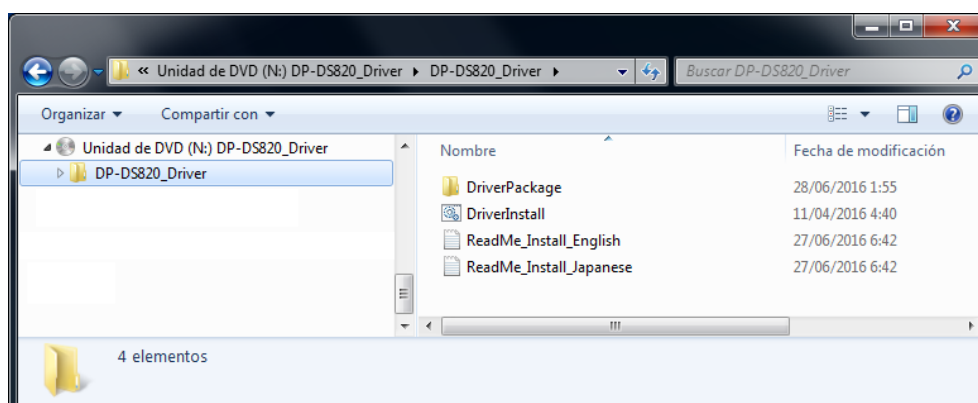 « Unidad de DVD (N:) DP-DS820_Driver ▸ DP-DS820_Driver ▸ Buscar DP-DS820_Driver
Organizar Compartir con
Unidad de DVD (N:) DP-DS820_Driver
DP-DS820_Driver
Nombre Fecha de modificación
DriverPackage 28/06/2016 1:55
DriverInstall 11/04/2016 4:40
ReadMe_Install_English 27/06/2016 6:42
ReadMe_Install_Japanese 27/06/2016 6:42
4 elementos